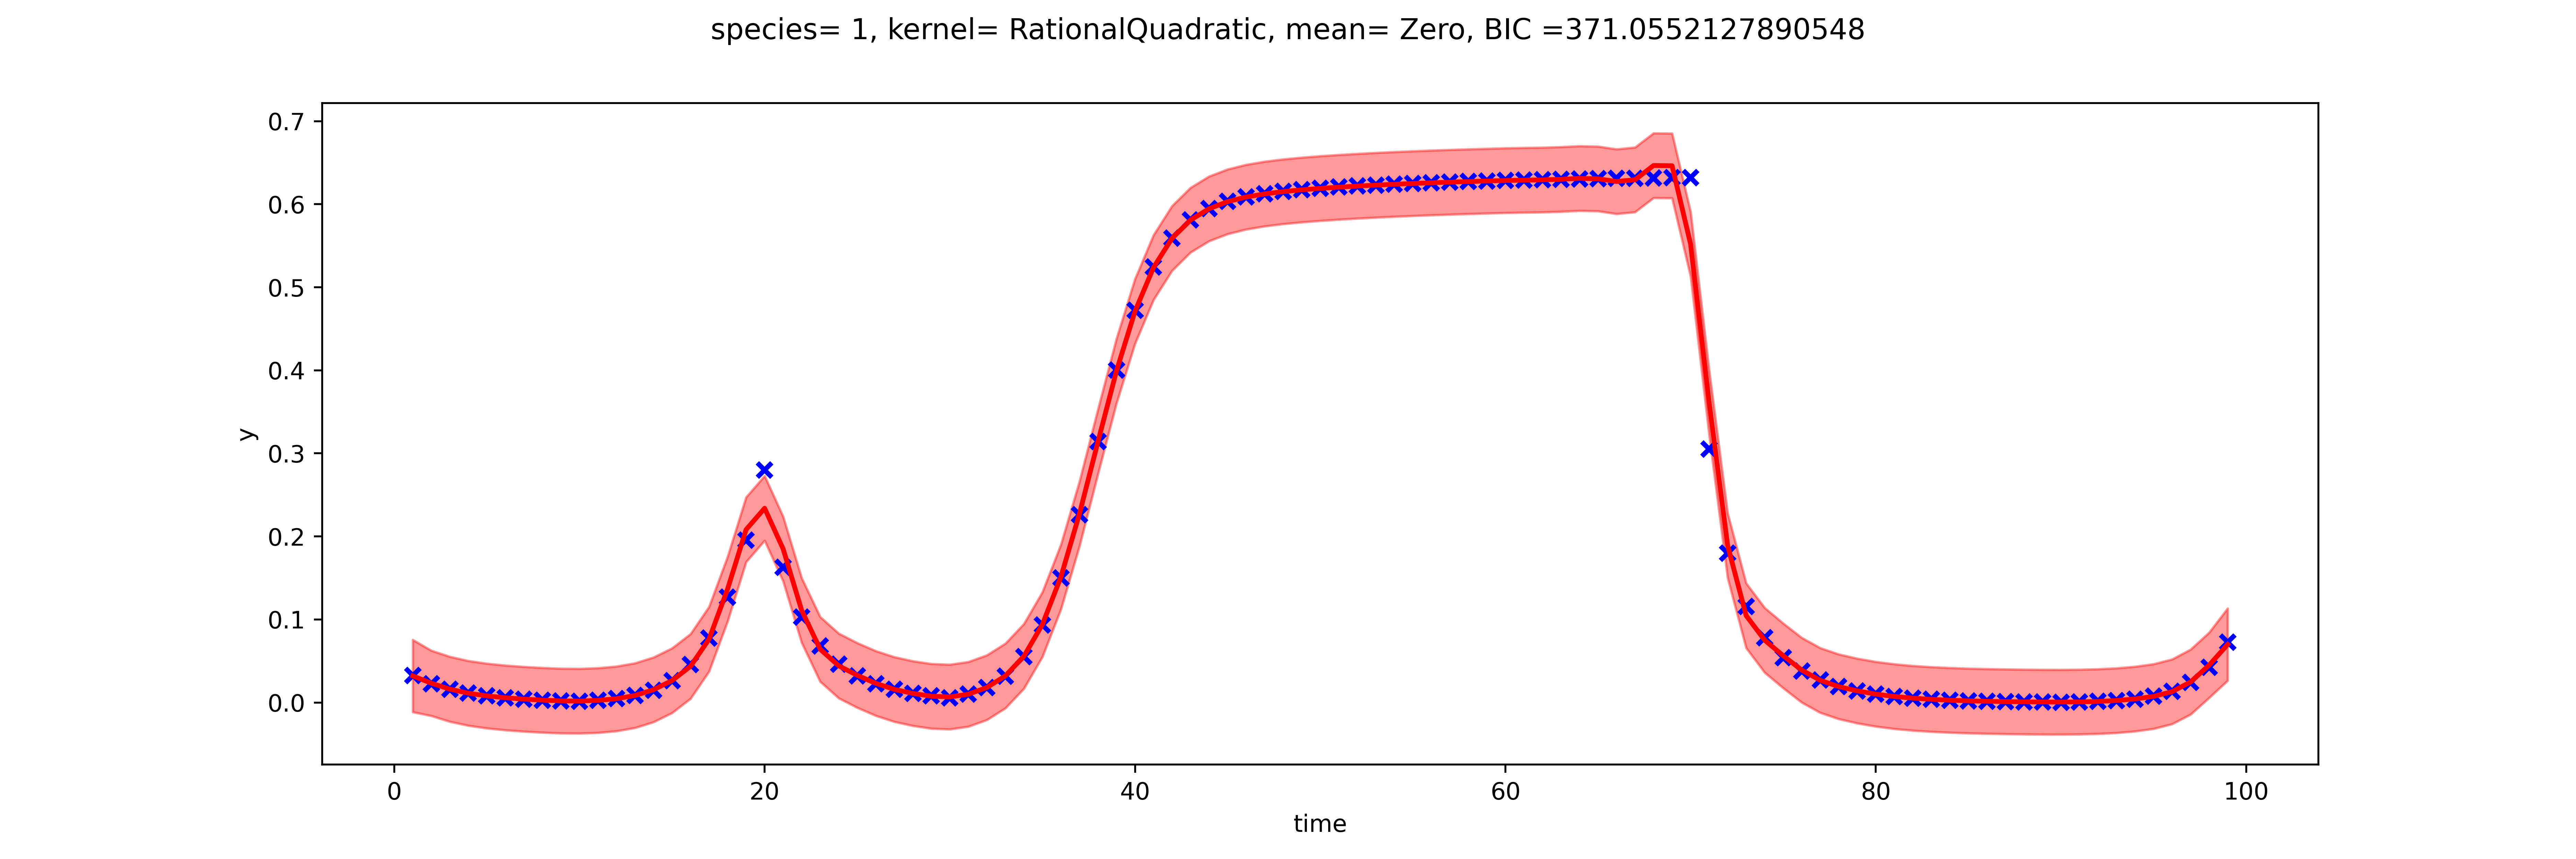 species= 1, kernel= RationalQuadratic, mean= Zero, BIC =371.0552127890548
0.7
0.6
0.5
0.4
0.3
0.2
0.1
0.0
y
0 20 40 60 80 100
time